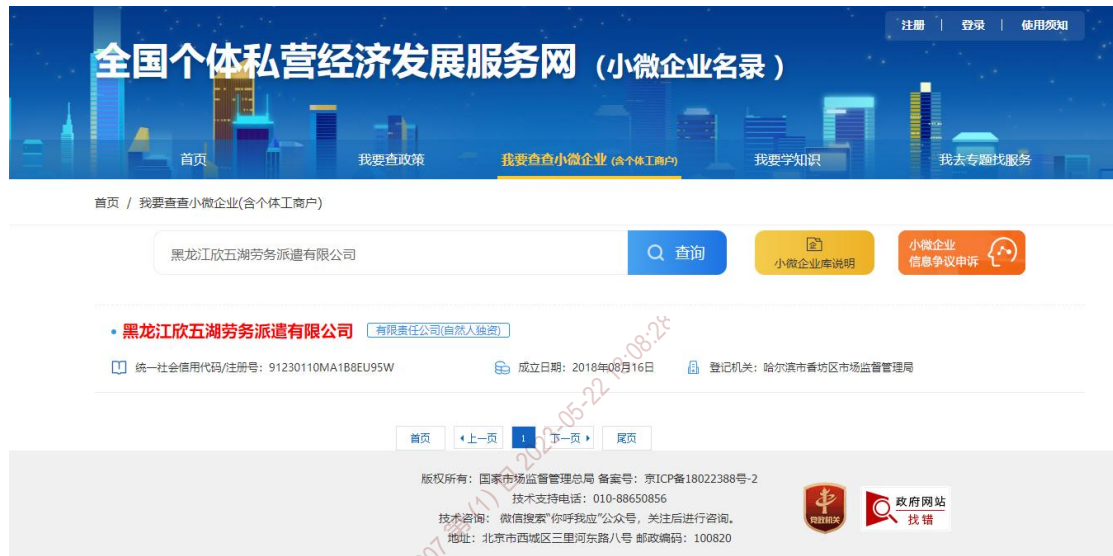 注册 | 登录 | 使用须知
全国个体私营经济发展服务网（小微企业名录）
首页 我要查政策 我要查查小微企业 (含个体工商户) 我要学知识 我去专题找服务
首页 / 我要查查小微企业(含个体工商户)
黑龙江欣五湖劳务派遣有限公司 查询
小微企业库说明
小微企业
信息争议申诉
• 黑龙江欣五湖劳务派遣有限公司 有限责任公司(自然人独资)
统一社会信用代码/注册号：91230110MA1B8EU95W 成立日期：2018年08月16日 登记机关：哈尔滨市香坊区市场监督管理局
首页 上一页 1 下一页 尾页
版权所有：国家市场监督管理总局 备案号：京ICP备18022388号-2
技术支持电话：010-88650856
技术咨询： 微信搜索“你呼我应”公众号，关注后进行咨询。
地址：北京市西城区三里河东路八号 邮政编码：100820
党政机关
政府网站
找错